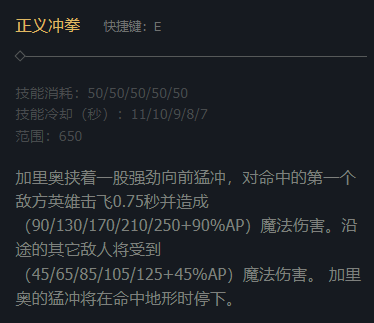 正义冲拳 快捷键：E
技能消耗：50/50/50/50/50
技能冷却（秒）：11/10/9/8/7
范围：650
加里奥挟着一股强劲向前猛冲，对命中的第一个
敌方英雄击飞0.75秒并造成
（90/130/170/210/250+90%AP）魔法伤害。沿
途的其它敌人将受到
（45/65/85/105/125+45%AP）魔法伤害。 加里
奥的猛冲将在命中地形时停下。